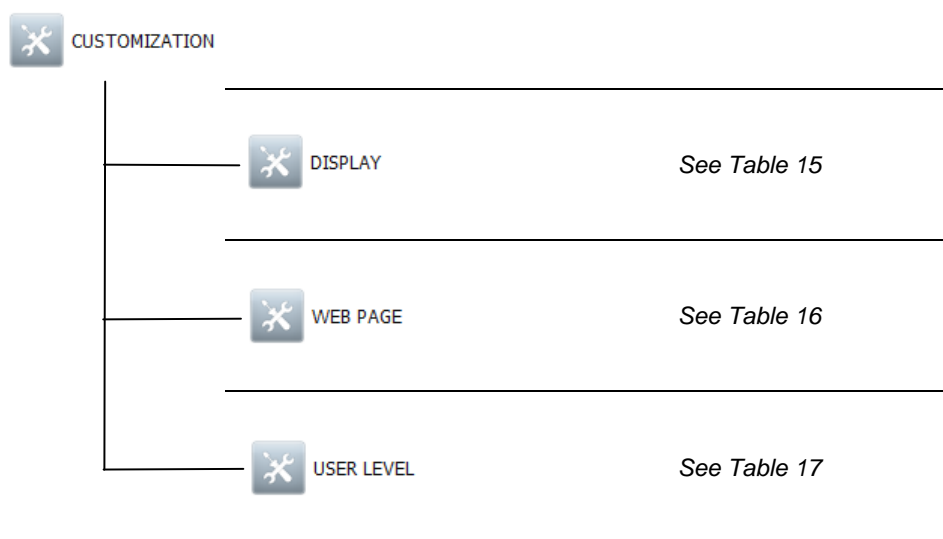 CUSTOMIZATION
DISPLAY See Table 15
WEB PAGE See Table 16
USER LEVEL See Table 17